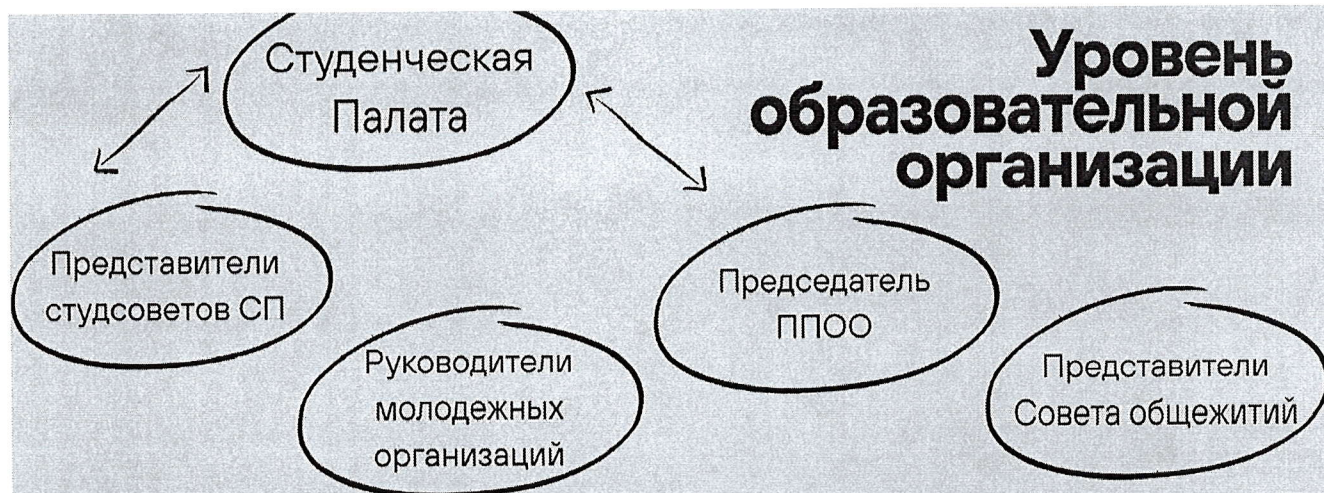 Студенческая
Палата
Уровень
образовательной
организации
Представители
студсоветов СП
Руководители
молодежных
организаций
Председатель
ППОО
Представители
Совета общежитий